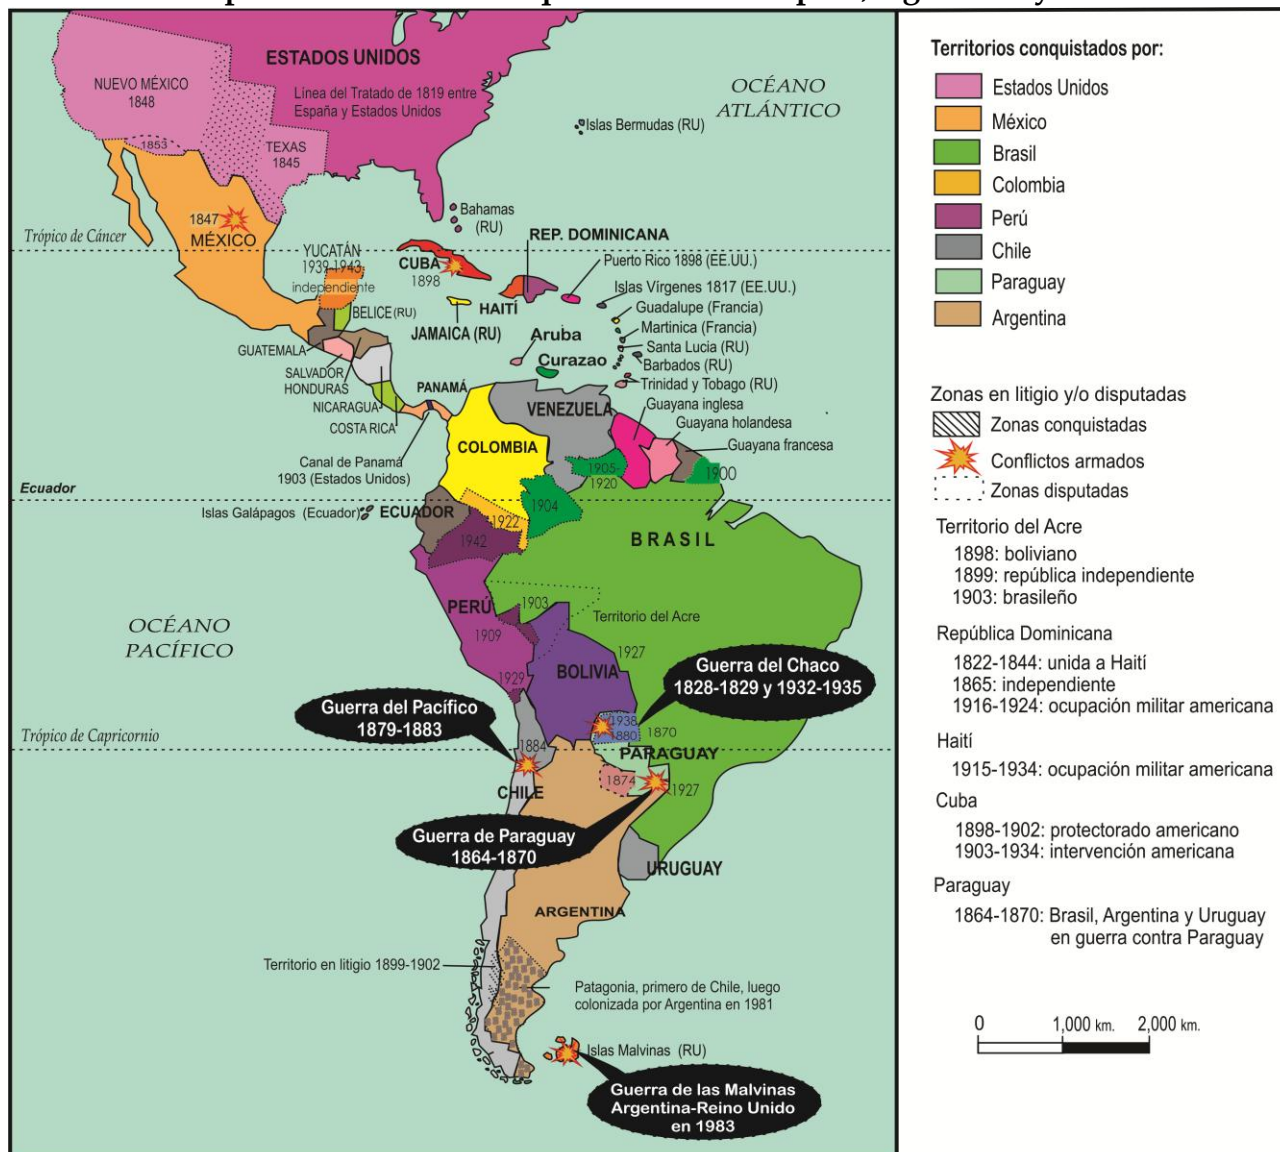 ESTADOS UNIDOS
NUEVO MÉXICO
1848
Línea del Tratado de 1819 entre
España y Estados Unidos
OCÉANO
ATLÁNTICO
Islas Bermudas (RU)
1853
TEXAS
1845
1847
MÉXICO
Bahamas
(RU)
Trópico de Cáncer
YUCATÁN
1939-1943
independiente
CUBA
1898
REP. DOMINICANA
Puerto Rico 1898 (EE.UU.)
HAITÍ
Islas Vírgenes 1817 (EE.UU.)
BELICE (RU)
JAMAICA (RU)
Guadalupe (Francia)
Martinica (Francia)
Aruba
Santa Lucia (RU)
GUATEMALA
Curazao
Barbados (RU)
SALVADOR
Trinidad y Tobago (RU)
HONDURAS
PANAMÁ
NICARAGUA
VENEZUELA
Guayana inglesa
COSTA RICA
Guayana holandesa
COLOMBIA
Guayana francesa
Canal de Panamá
1903 (Estados Unidos)
1905-
1920
1900
Ecuador
Islas Galápagos (Ecuador)
ECUADOR
1904
1922
1942
BRASIL
PERÚ
1903
Territorio del Acre
OCÉANO
PACÍFICO
1909
1927
BOLIVIA
Guerra del Chaco
1828-1829 y 1932-1935
1929
Guerra del Pacífico
1879-1883
1938
1880
1870
Trópico de Capricornio
1884
PARAGUAY
1874
CHILE
1927
Guerra de Paraguay
1864-1870
URUGUAY
ARGENTINA
Territorio en litigio 1899-1902
Patagonia, primero de Chile, luego
colonizada por Argentina en 1981
Islas Malvinas (RU)
Guerra de las Malvinas
Argentina-Reino Unido
en 1983
Territorios conquistados por:
Estados Unidos
México
Brasil
Colombia
Perú
Chile
Paraguay
Argentina
Zonas en litigio y/o disputadas
Zonas conquistadas
Conflictos armados
Zonas disputadas
Territorio del Acre
1898: boliviano
1899: república independiente
1903: brasileño
República Dominicana
1822-1844: unida a Haití
1865: independiente
1916-1924: ocupación militar americana
Haití
1915-1934: ocupación militar americana
Cuba
1898-1902: protectorado americano
1903-1934: intervención americana
Paraguay
1864-1870: Brasil, Argentina y Uruguay
en guerra contra Paraguay
0 1,000 km. 2,000 km.